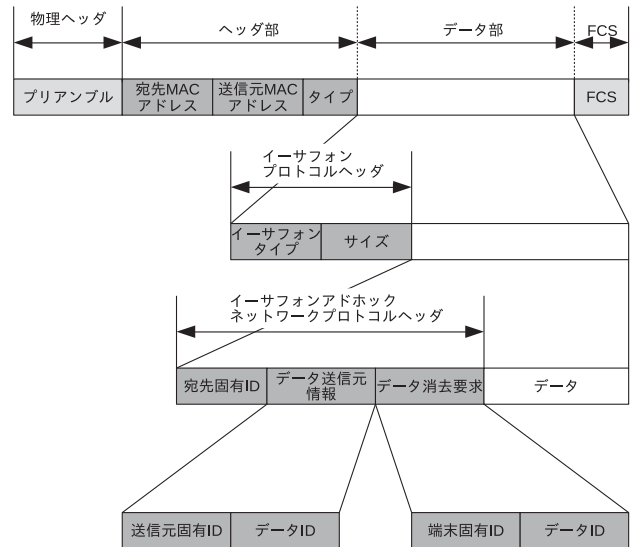 物理ヘッダ
ヘッダ部
データ部
FCS
プリアンブル
宛先MAC
アドレス
送信元MAC
アドレス
タイプ
FCS
イーサフォン
プロトコルヘッダ
イーサフォン
タイプ
サイズ
イーサフォンアドホック
ネットワークプロトコルヘッダ
宛先固有ID
データ送信元
情報
データ消去要求
データ
送信元固有ID
データID
端末固有ID
データID